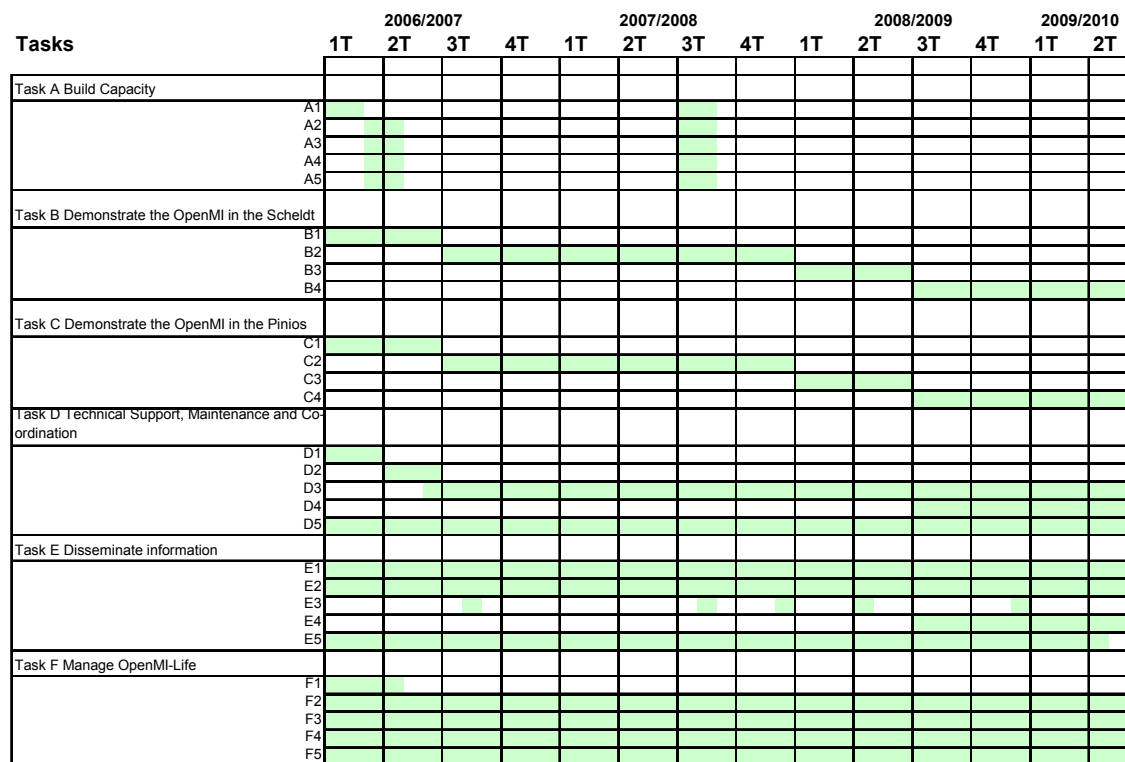 2006/2007 2007/2008 2008/2009 2009/2010
Tasks 1T 2T 3T 4T 1T 2T 3T 4T 1T 2T 3T 4T 1T 2T
Task A Build Capacity
A1
A2
A3
A4
A5
Task B Demonstrate the OpenMI in the Scheldt
B1
B2
B3
B4
Task C Demonstrate the OpenMI in the Pinios
C1
C2
C3
C4
Task D Technical Support, Maintenance and Co-
ordination
D1
D2
D3
D4
D5
Task E Disseminate information
E1
E2
E3
E4
E5
Task F Manage OpenMI-Life
F1
F2
F3
F4
F5